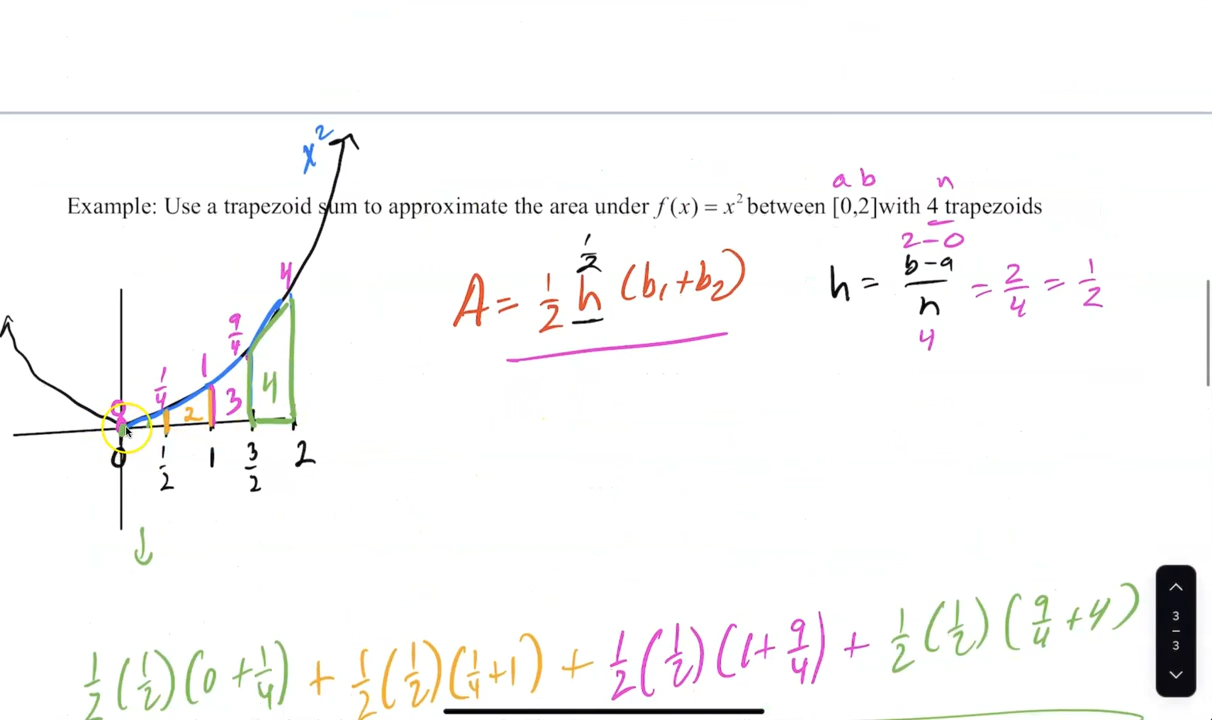 x²
Example: Use a trapezoid sum to approximate the area under f(x) = x² between [0,2]with 4 trapezoids
a b n
2-0
h = b-a/n = 2/4 = 1/2
4
A = 1/2 h (b₁+b₂)
1/2
0 1/4 1 9/4 4
2 3 4
0 1/2 1 3/2 2
↓
1/2 (1/2) (0 + 1/4) + 1/2 (1/2) (1/4 + 1) + 1/2 (1/2) (1 + 9/4) + 1/2 (1/2) (9/4 + 4)
3
3